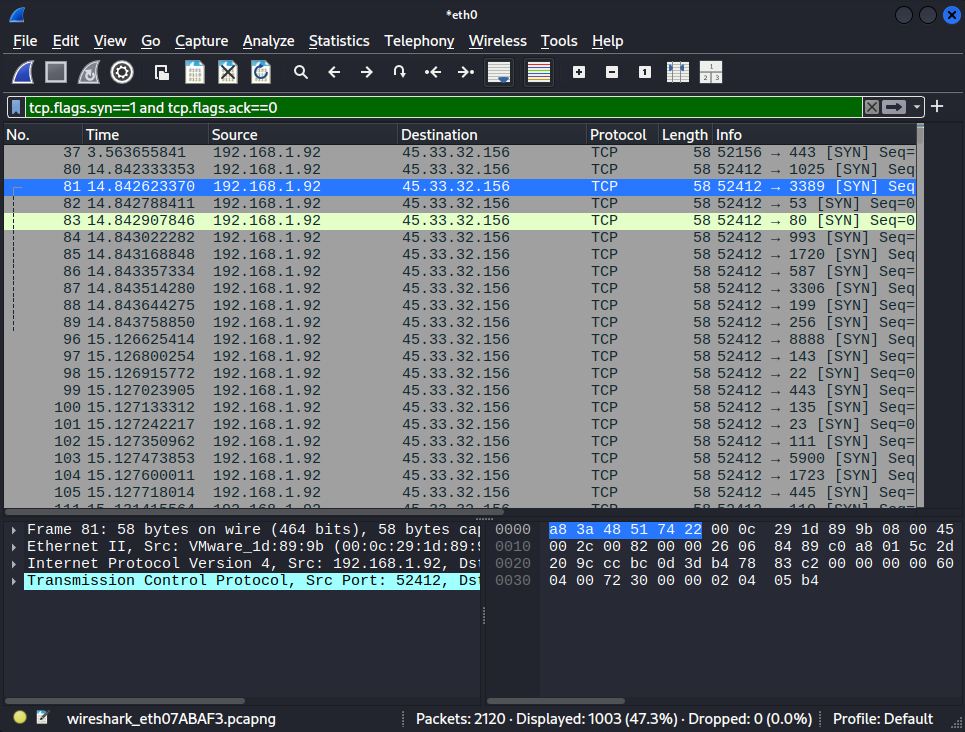 *eth0
File Edit View Go Capture Analyze Statistics Telephony Wireless Tools Help
tcp.flags.syn==1 and tcp.flags.ack==0
No. Time Source Destination Protocol Length Info
37 3.563655841 192.168.1.92 45.33.32.156 TCP 58 52156 → 443 [SYN] Seq=
80 14.842333353 192.168.1.92 45.33.32.156 TCP 58 52412 → 1025 [SYN] Seq
81 14.842623370 192.168.1.92 45.33.32.156 TCP 58 52412 → 3389 [SYN] Seq
82 14.842788411 192.168.1.92 45.33.32.156 TCP 58 52412 → 53 [SYN] Seq=0
83 14.842907846 192.168.1.92 45.33.32.156 TCP 58 52412 → 80 [SYN] Seq=0
84 14.843022282 192.168.1.92 45.33.32.156 TCP 58 52412 → 993 [SYN] Seq=
85 14.843168848 192.168.1.92 45.33.32.156 TCP 58 52412 → 1720 [SYN] Seq
86 14.843357334 192.168.1.92 45.33.32.156 TCP 58 52412 → 587 [SYN] Seq=
87 14.843514280 192.168.1.92 45.33.32.156 TCP 58 52412 → 3306 [SYN] Seq
88 14.843644275 192.168.1.92 45.33.32.156 TCP 58 52412 → 199 [SYN] Seq=
89 14.843758850 192.168.1.92 45.33.32.156 TCP 58 52412 → 256 [SYN] Seq=
96 15.126625414 192.168.1.92 45.33.32.156 TCP 58 52412 → 8888 [SYN] Seq
97 15.126800254 192.168.1.92 45.33.32.156 TCP 58 52412 → 143 [SYN] Seq=
98 15.126915772 192.168.1.92 45.33.32.156 TCP 58 52412 → 22 [SYN] Seq=0
99 15.127023905 192.168.1.92 45.33.32.156 TCP 58 52412 → 443 [SYN] Seq=
100 15.127133312 192.168.1.92 45.33.32.156 TCP 58 52412 → 135 [SYN] Seq=
101 15.127242217 192.168.1.92 45.33.32.156 TCP 58 52412 → 23 [SYN] Seq=0
102 15.127350962 192.168.1.92 45.33.32.156 TCP 58 52412 → 111 [SYN] Seq=
103 15.127473853 192.168.1.92 45.33.32.156 TCP 58 52412 → 5900 [SYN] Seq
104 15.127600011 192.168.1.92 45.33.32.156 TCP 58 52412 → 1723 [SYN] Seq
105 15.127718014 192.168.1.92 45.33.32.156 TCP 58 52412 → 445 [SYN] Seq=
Frame 81: 58 bytes on wire (464 bits), 58 bytes cap
Ethernet II, Src: VMware_1d:89:9b (00:0c:29:1d:89:9
Internet Protocol Version 4, Src: 192.168.1.92, Dst
Transmission Control Protocol, Src Port: 52412, Dst
0000 a8 3a 48 51 74 22 00 0c 29 1d 89 9b 08 00 45
0010 00 2c 00 82 00 00 26 06 84 89 c0 a8 01 5c 2d
0020 20 9c cc bc 0d 3d b4 78 83 c2 00 00 00 00 60
0030 04 00 72 30 00 00 02 04 05 b4
wireshark_eth07ABAF3.pcapng
Packets: 2120 · Displayed: 1003 (47.3%) · Dropped: 0 (0.0%)
Profile: Default